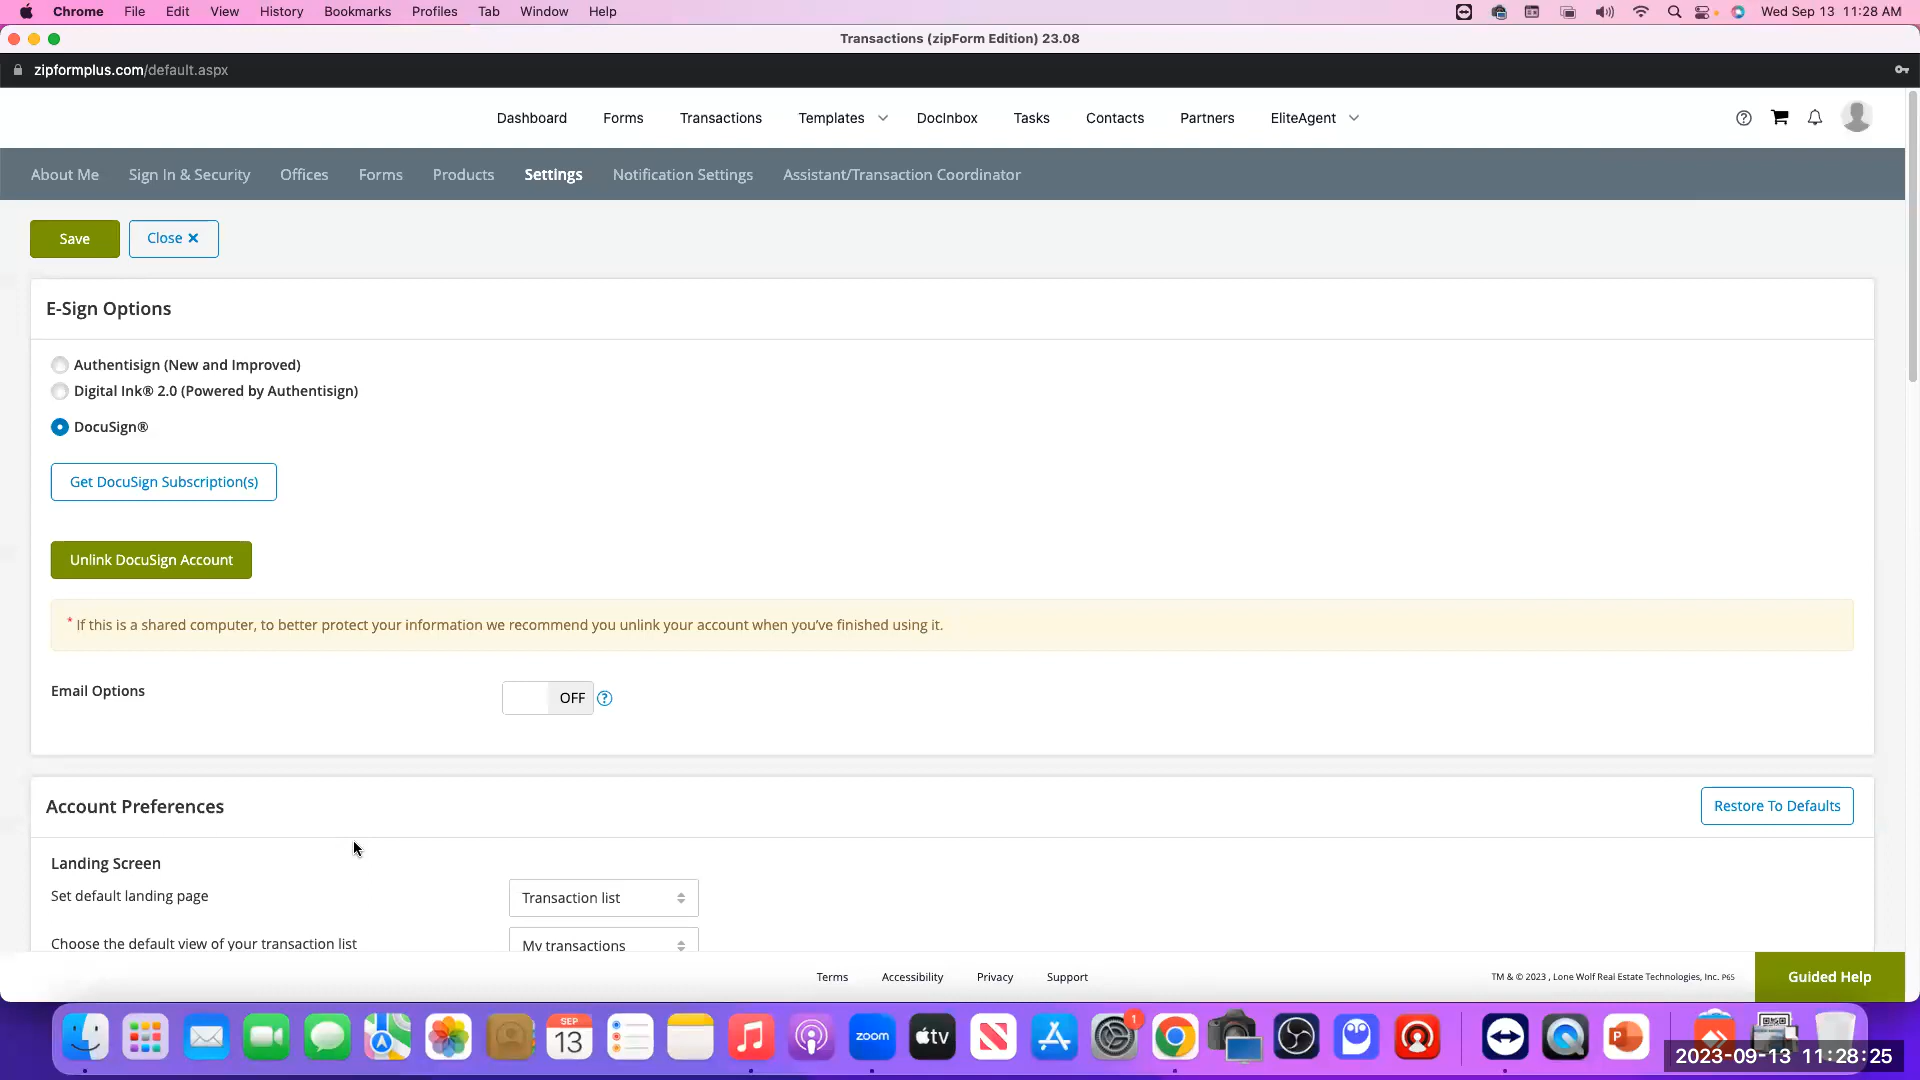 Chrome File Edit View History Bookmarks Profiles Tab Window Help Wed Sep 13 11:28 AM
Transactions (zipForm Edition) 23.08
zipformplus.com/default.aspx
Dashboard Forms Transactions Templates DocInbox Tasks Contacts Partners EliteAgent
About Me Sign In & Security Offices Forms Products Settings Notification Settings Assistant/Transaction Coordinator
Save Close ×
E-Sign Options
Authentisign (New and Improved)
Digital Ink® 2.0 (Powered by Authentisign)
DocuSign®
Get DocuSign Subscription(s)
Unlink DocuSign Account
* If this is a shared computer, to better protect your information we recommend you unlink your account when you've finished using it.
Email Options OFF ?
Account Preferences Restore To Defaults
Landing Screen
Set default landing page Transaction list
Choose the default view of your transaction list My transactions
Terms Accessibility Privacy Support TM & © 2023 , Lone Wolf Real Estate Technologies, Inc. P65 Guided Help
SEP
13
zoom
tv
1
2023-09-13 11:28:25